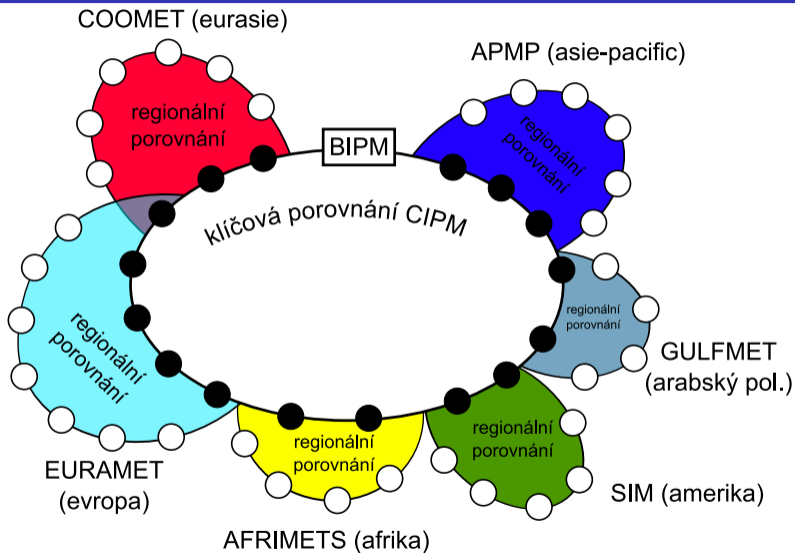 COOMET (eurasie)
APMP (asie-pacific)
regionální
porovnání
BIPM
regionální
porovnání
klíčová porovnání CIPM
regionální
porovnání
regionální
porovnání
GULFMET
(arabský pol.)
regionální
porovnání
regionální
porovnání
EURAMET
(evropa)
SIM (amerika)
AFRIMETS (afrika)